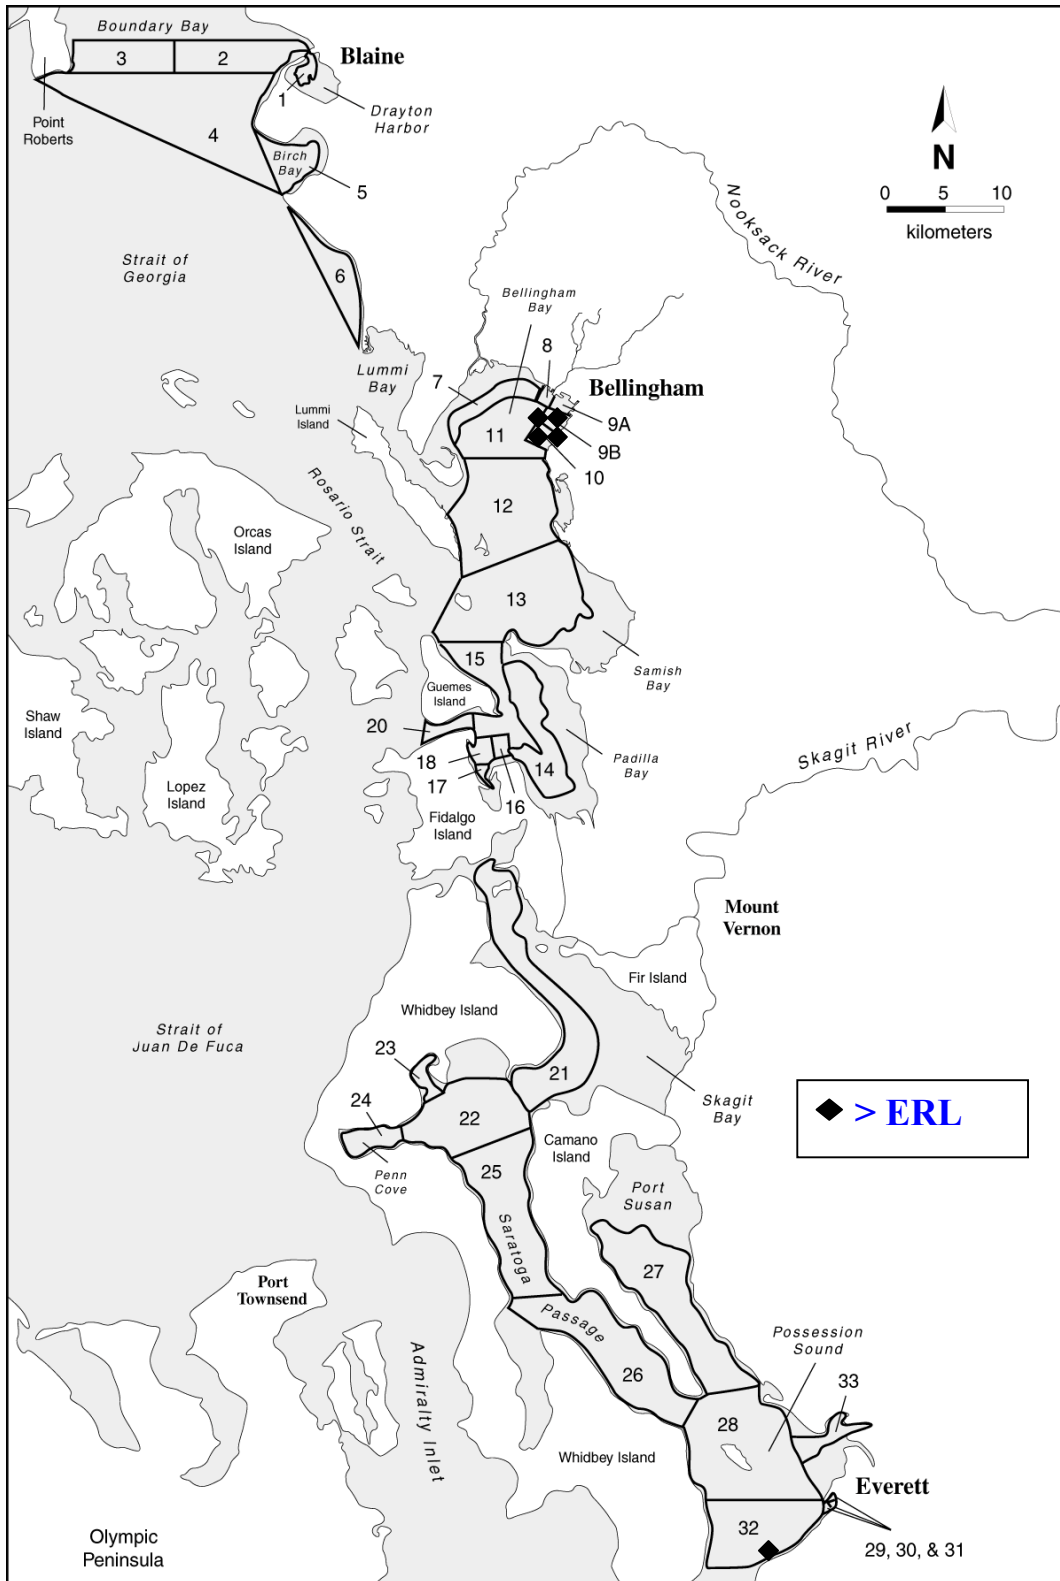 Boundary Bay
3
2
Blaine
1
Point
Roberts
Drayton
Harbor
4
Birch
Bay
5
N
0 5 10
kilometers
Nooksack River
Strait of
Georgia
6
Bellingham
Bay
8
Lummi
Bay
7
Bellingham
Lummi
Island
9A
11
9B
10
Rosario Strait
12
Orcas
Island
13
15
Samish
Bay
Guemes
Island
Shaw
Island
20
Skagit River
18
14
Padilla
Bay
17
16
Lopez
Island
Fidalgo
Island
Mount
Vernon
Fir Island
Whidbey Island
Strait of
Juan De Fuca
23
21
24
22
Skagit
Bay
> ERL
Camano
Island
Penn
Cove
25
Port
Susan
Saratoga
27
Port
Townsend
Passage
Possession
Sound
Admiralty Inlet
26
33
28
Whidbey Island
Everett
32
29, 30, & 31
Olympic
Peninsula